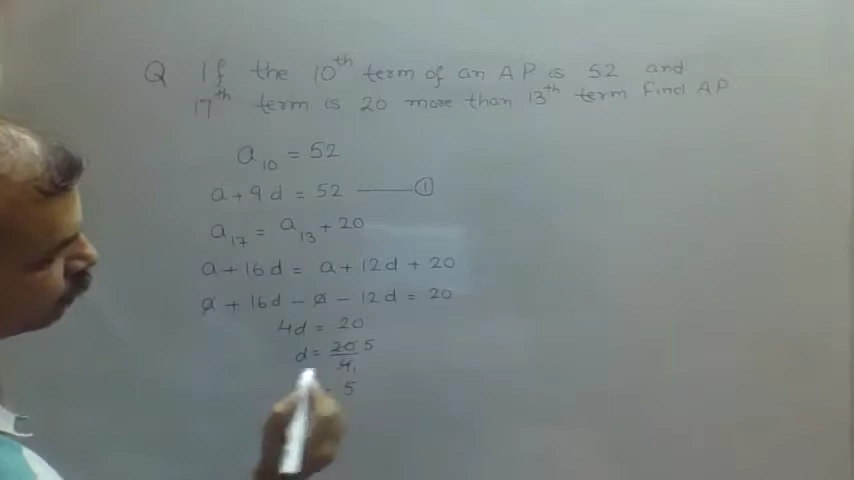 Q If the 10th term of an AP is 52 and
17th term is 20 more than 13th term Find AP
a10 = 52
a + 9d = 52 —— ①
a17 = a13 + 20
a + 16d = a + 12d + 20
a + 16d - a - 12d = 20
4d = 20
d = 20/4 5 1
= 5